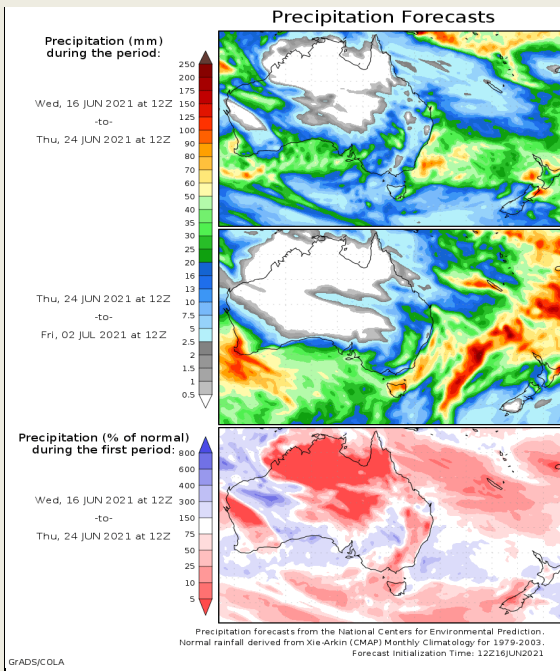 Precipitation Forecasts
Precipitation (mm)
during the period:
Wed, 16 JUN 2021 at 12Z
-to-
Thu, 24 JUN 2021 at 12Z
250
200
175
150
125
100
90
80
70
60
50
40
35
30
25
20
16
13
10
7.5
5
2.5
2
1.5
1
0.5
Thu, 24 JUN 2021 at 12Z
-to-
Fri, 02 JUL 2021 at 12Z
Precipitation (% of normal)
during the first period:
Wed, 16 JUN 2021 at 12Z
-to-
Thu, 24 JUN 2021 at 12Z
800
600
400
300
150
75
50
25
10
5
Precipitation forecasts from the National Centers for Environmental Prediction.
Normal rainfall derived from Xie-Arkin (CMAP) Monthly Climatology for 1979-2003.
Forecast Initialization Time: 12Z16JUN2021
GrADS/COLA